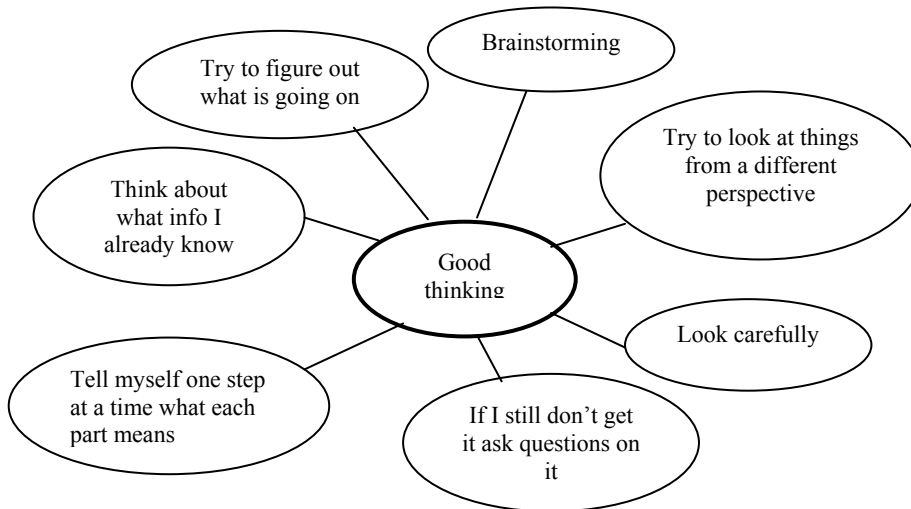 Brainstorming
Try to figure out
what is going on
Try to look at things
from a different
perspective
Think about
what info I
already know
Good
thinking
Look carefully
Tell myself one step
at a time what each
part means
If I still don’t get
it ask questions on
it